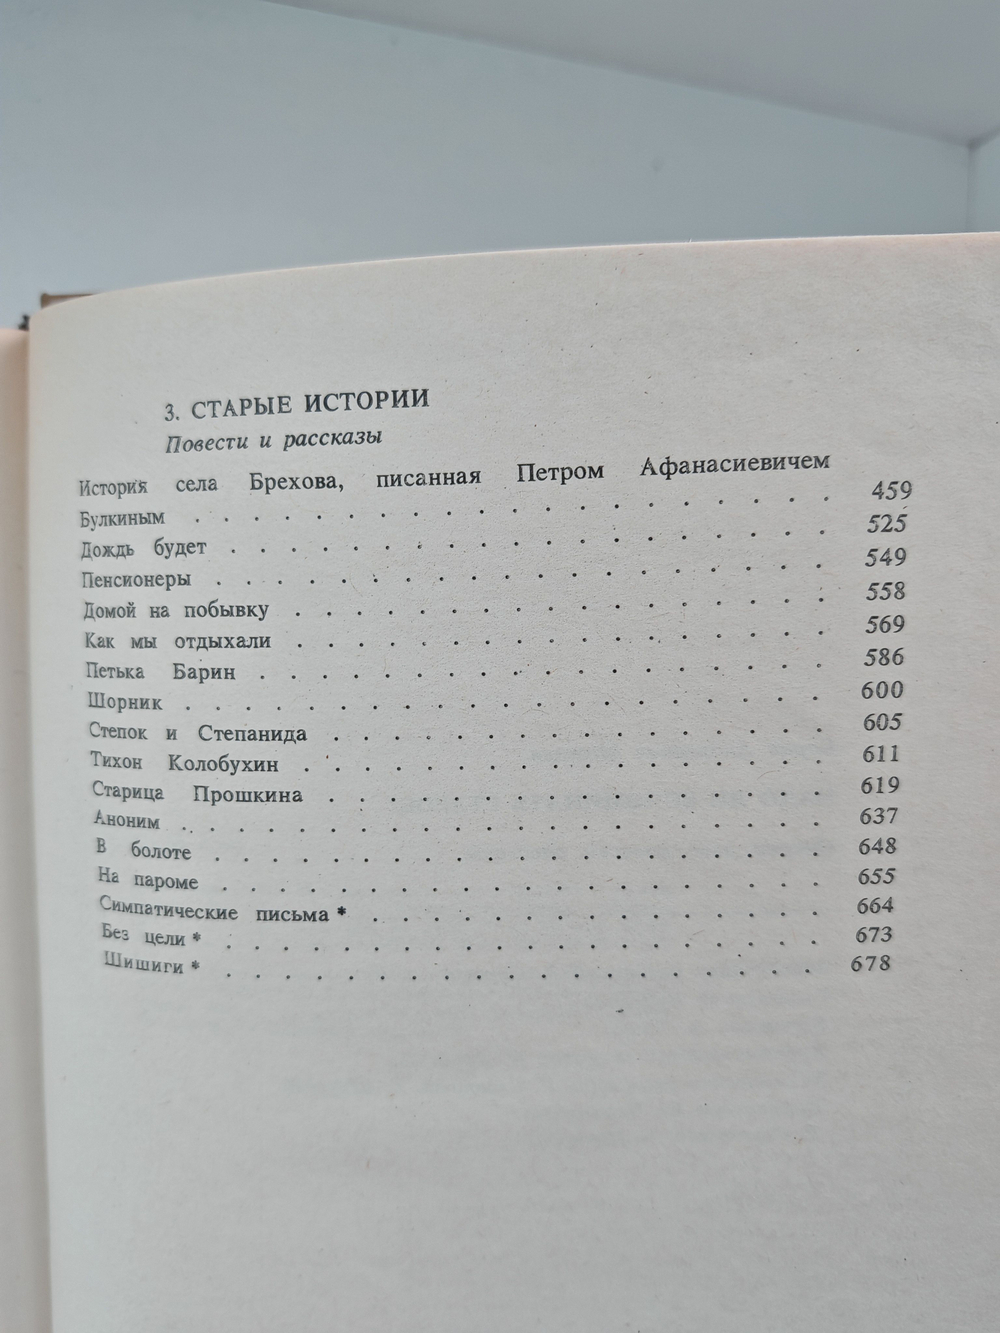 3. СТАРЫЕ ИСТОРИИ
Повести и рассказы
История села Брехова, писанная Петром Афанасиевичем
Булкиным . . . . . . . . . . . . . . . . . . . . . 459
Дождь будет . . . . . . . . . . . . . . . . . . . . 525
Пенсионеры . . . . . . . . . . . . . . . . . . . . 549
Домой на побывку . . . . . . . . . . . . . . . . . . 558
Как мы отдыхали . . . . . . . . . . . . . . . . . . 569
Петька Барин . . . . . . . . . . . . . . . . . . . 586
Шорник . . . . . . . . . . . . . . . . . . . . . 600
Степок и Степанида . . . . . . . . . . . . . . . . 605
Тихон Колобухин . . . . . . . . . . . . . . . . . 611
Старица Прошкина . . . . . . . . . . . . . . . . 619
Аноним . . . . . . . . . . . . . . . . . . . . . 637
В болоте . . . . . . . . . . . . . . . . . . . . 648
На пароме . . . . . . . . . . . . . . . . . . . . 655
Симпатические письма * . . . . . . . . . . . . . . . 664
Без цели * . . . . . . . . . . . . . . . . . . . . 673
Шишиги * . . . . . . . . . . . . . . . . . . . . 678